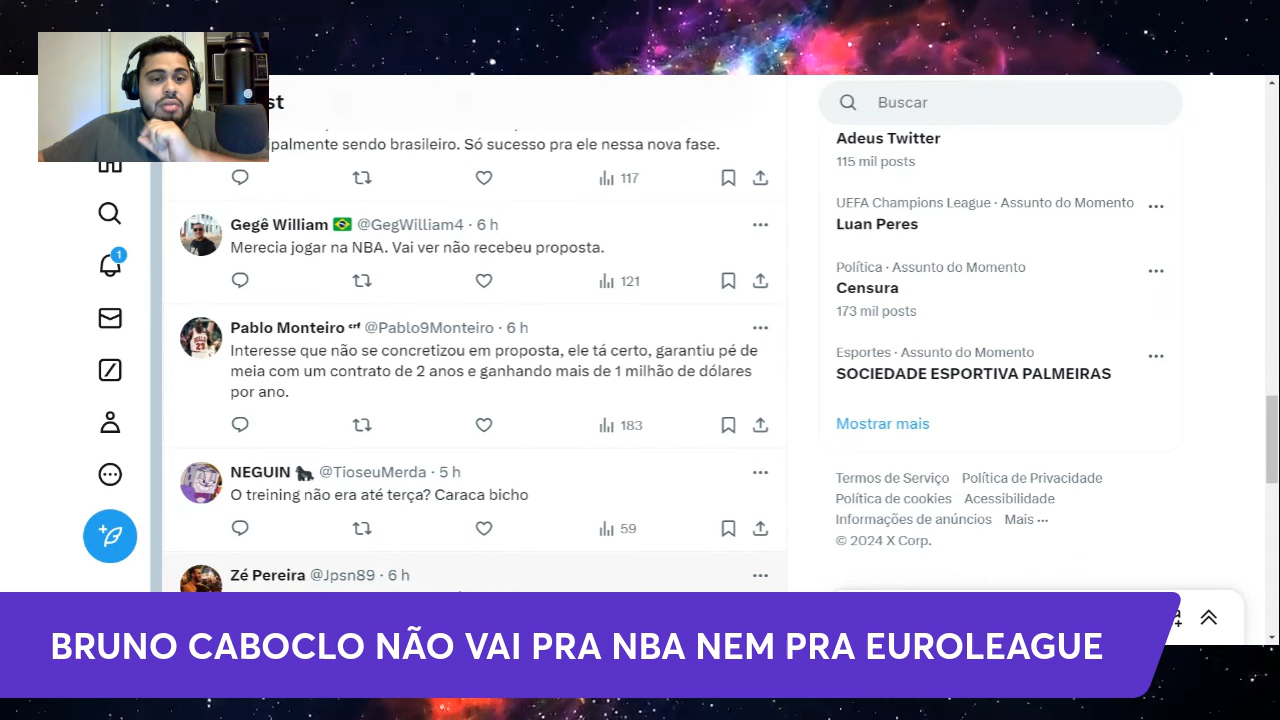 st
ipalmente sendo brasileiro. Só sucesso pra ele nessa nova fase.
117
Gegê William 🇧🇷 @GegWilliam4 · 6 h
Merecia jogar na NBA. Vai ver não recebeu proposta.
121
Pablo Monteiro ᶜʳᶠ @Pablo9Monteiro · 6 h
Interesse que não se concretizou em proposta, ele tá certo, garantiu pé de
meia com um contrato de 2 anos e ganhando mais de 1 milhão de dólares
por ano.
183
NEGUIN 🦍 @TioseuMerda · 5 h
O treining não era até terça? Caraca bicho
59
Zé Pereira @Jpsn89 · 6 h
1
Buscar
Adeus Twitter
115 mil posts
UEFA Champions League · Assunto do Momento
Luan Peres
Política · Assunto do Momento
Censura
173 mil posts
Esportes · Assunto do Momento
SOCIEDADE ESPORTIVA PALMEIRAS
Mostrar mais
Termos de Serviço Política de Privacidade
Política de cookies Acessibilidade
Informações de anúncios Mais ···
© 2024 X Corp.
BRUNO CABOCLO NÃO VAI PRA NBA NEM PRA EUROLEAGUE